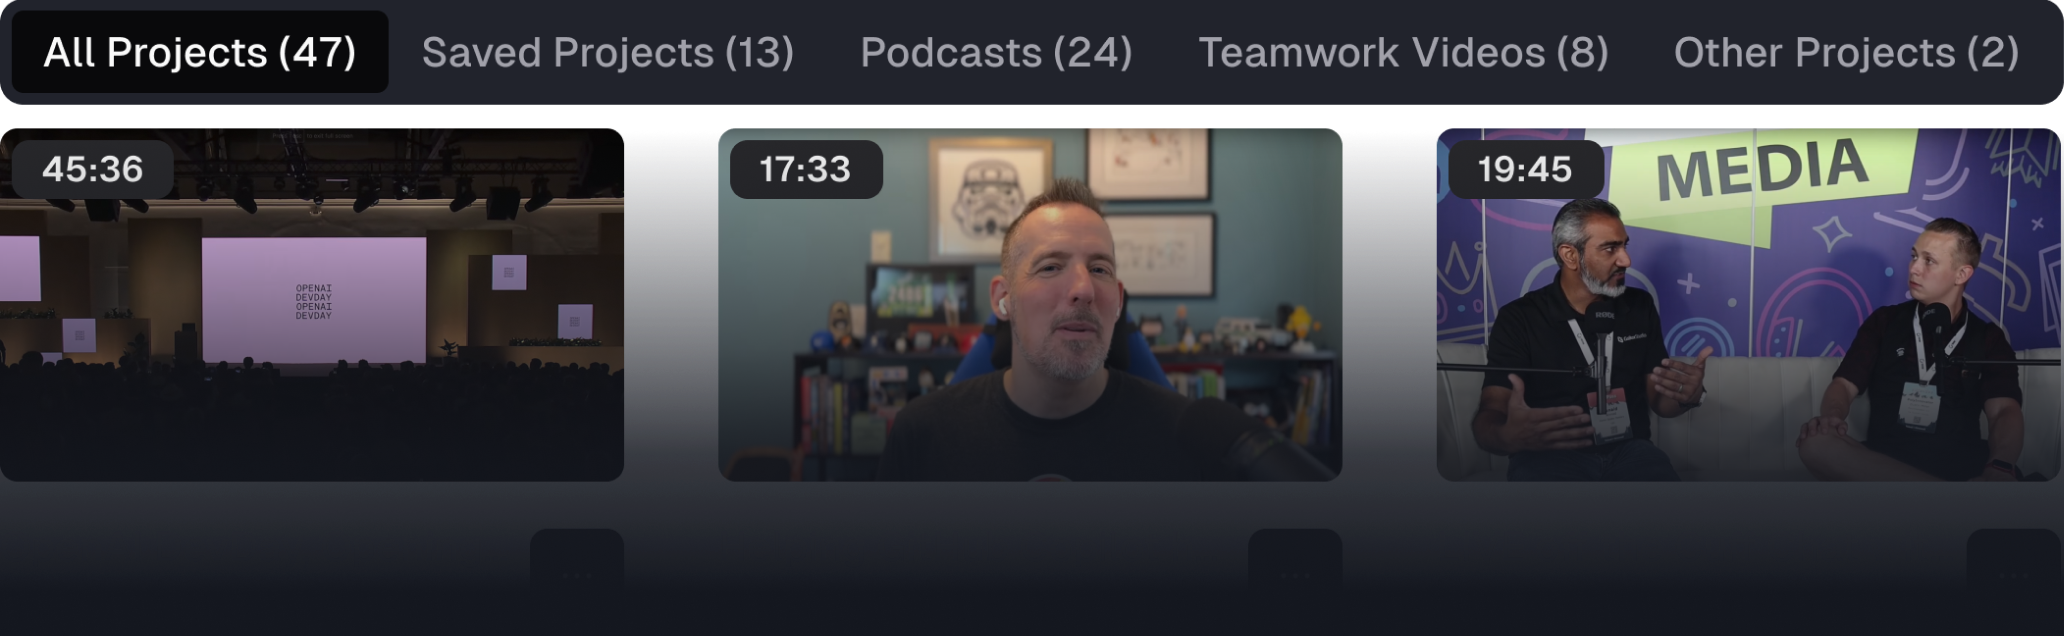 All Projects (47) Saved Projects (13) Podcasts (24) Teamwork Videos (8) Other Projects (2)
45:36
OPENAI
DEVDAY
OPENAI
DEVDAY
17:33
19:45
MEDIA